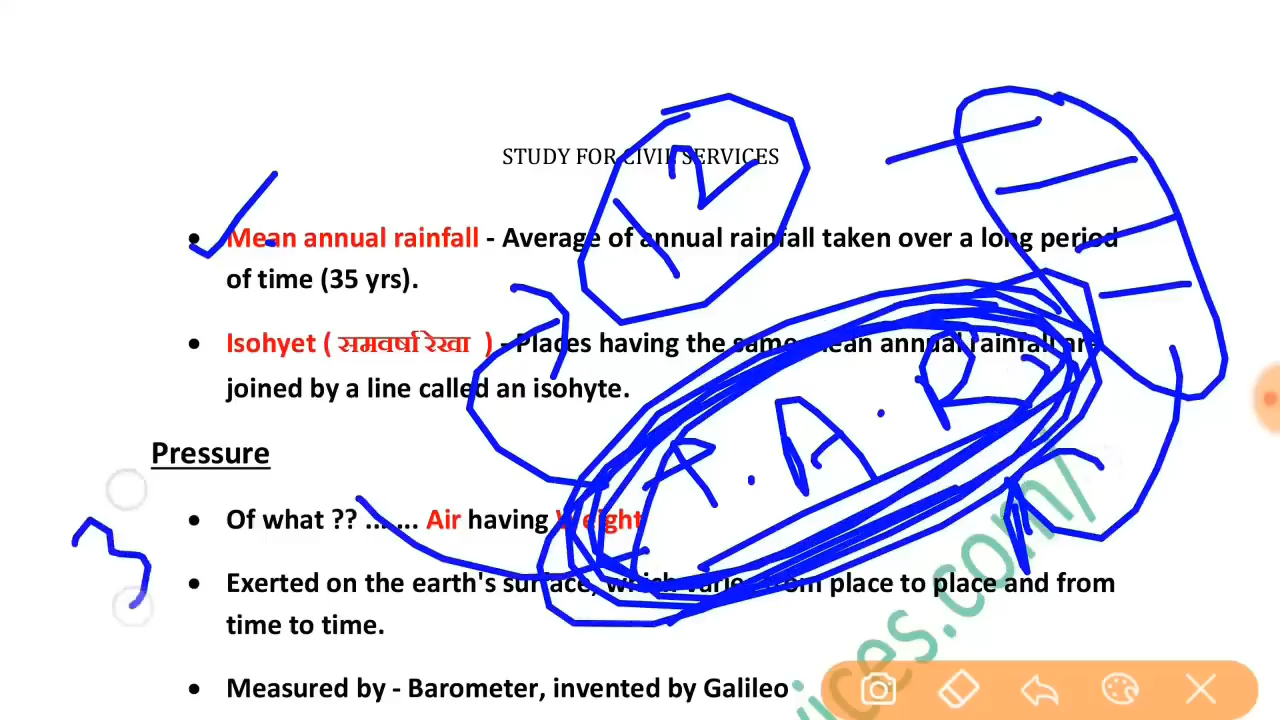 STUDY FOR CIVIL SERVICES
12
• Mean annual rainfall - Average of annual rainfall taken over a long period
of time (35 yrs).
• Isohyet ( समवर्षा रेखा ) - Places having the same mean annual rainfall are
joined by a line called an isohyte.
R.A.B
Pressure
• Of what ?? ... ... Air having Weight
• Exerted on the earth's surface, which varies from place to place and from
time to time.
• Measured by - Barometer, invented by Galileo
vices.com/